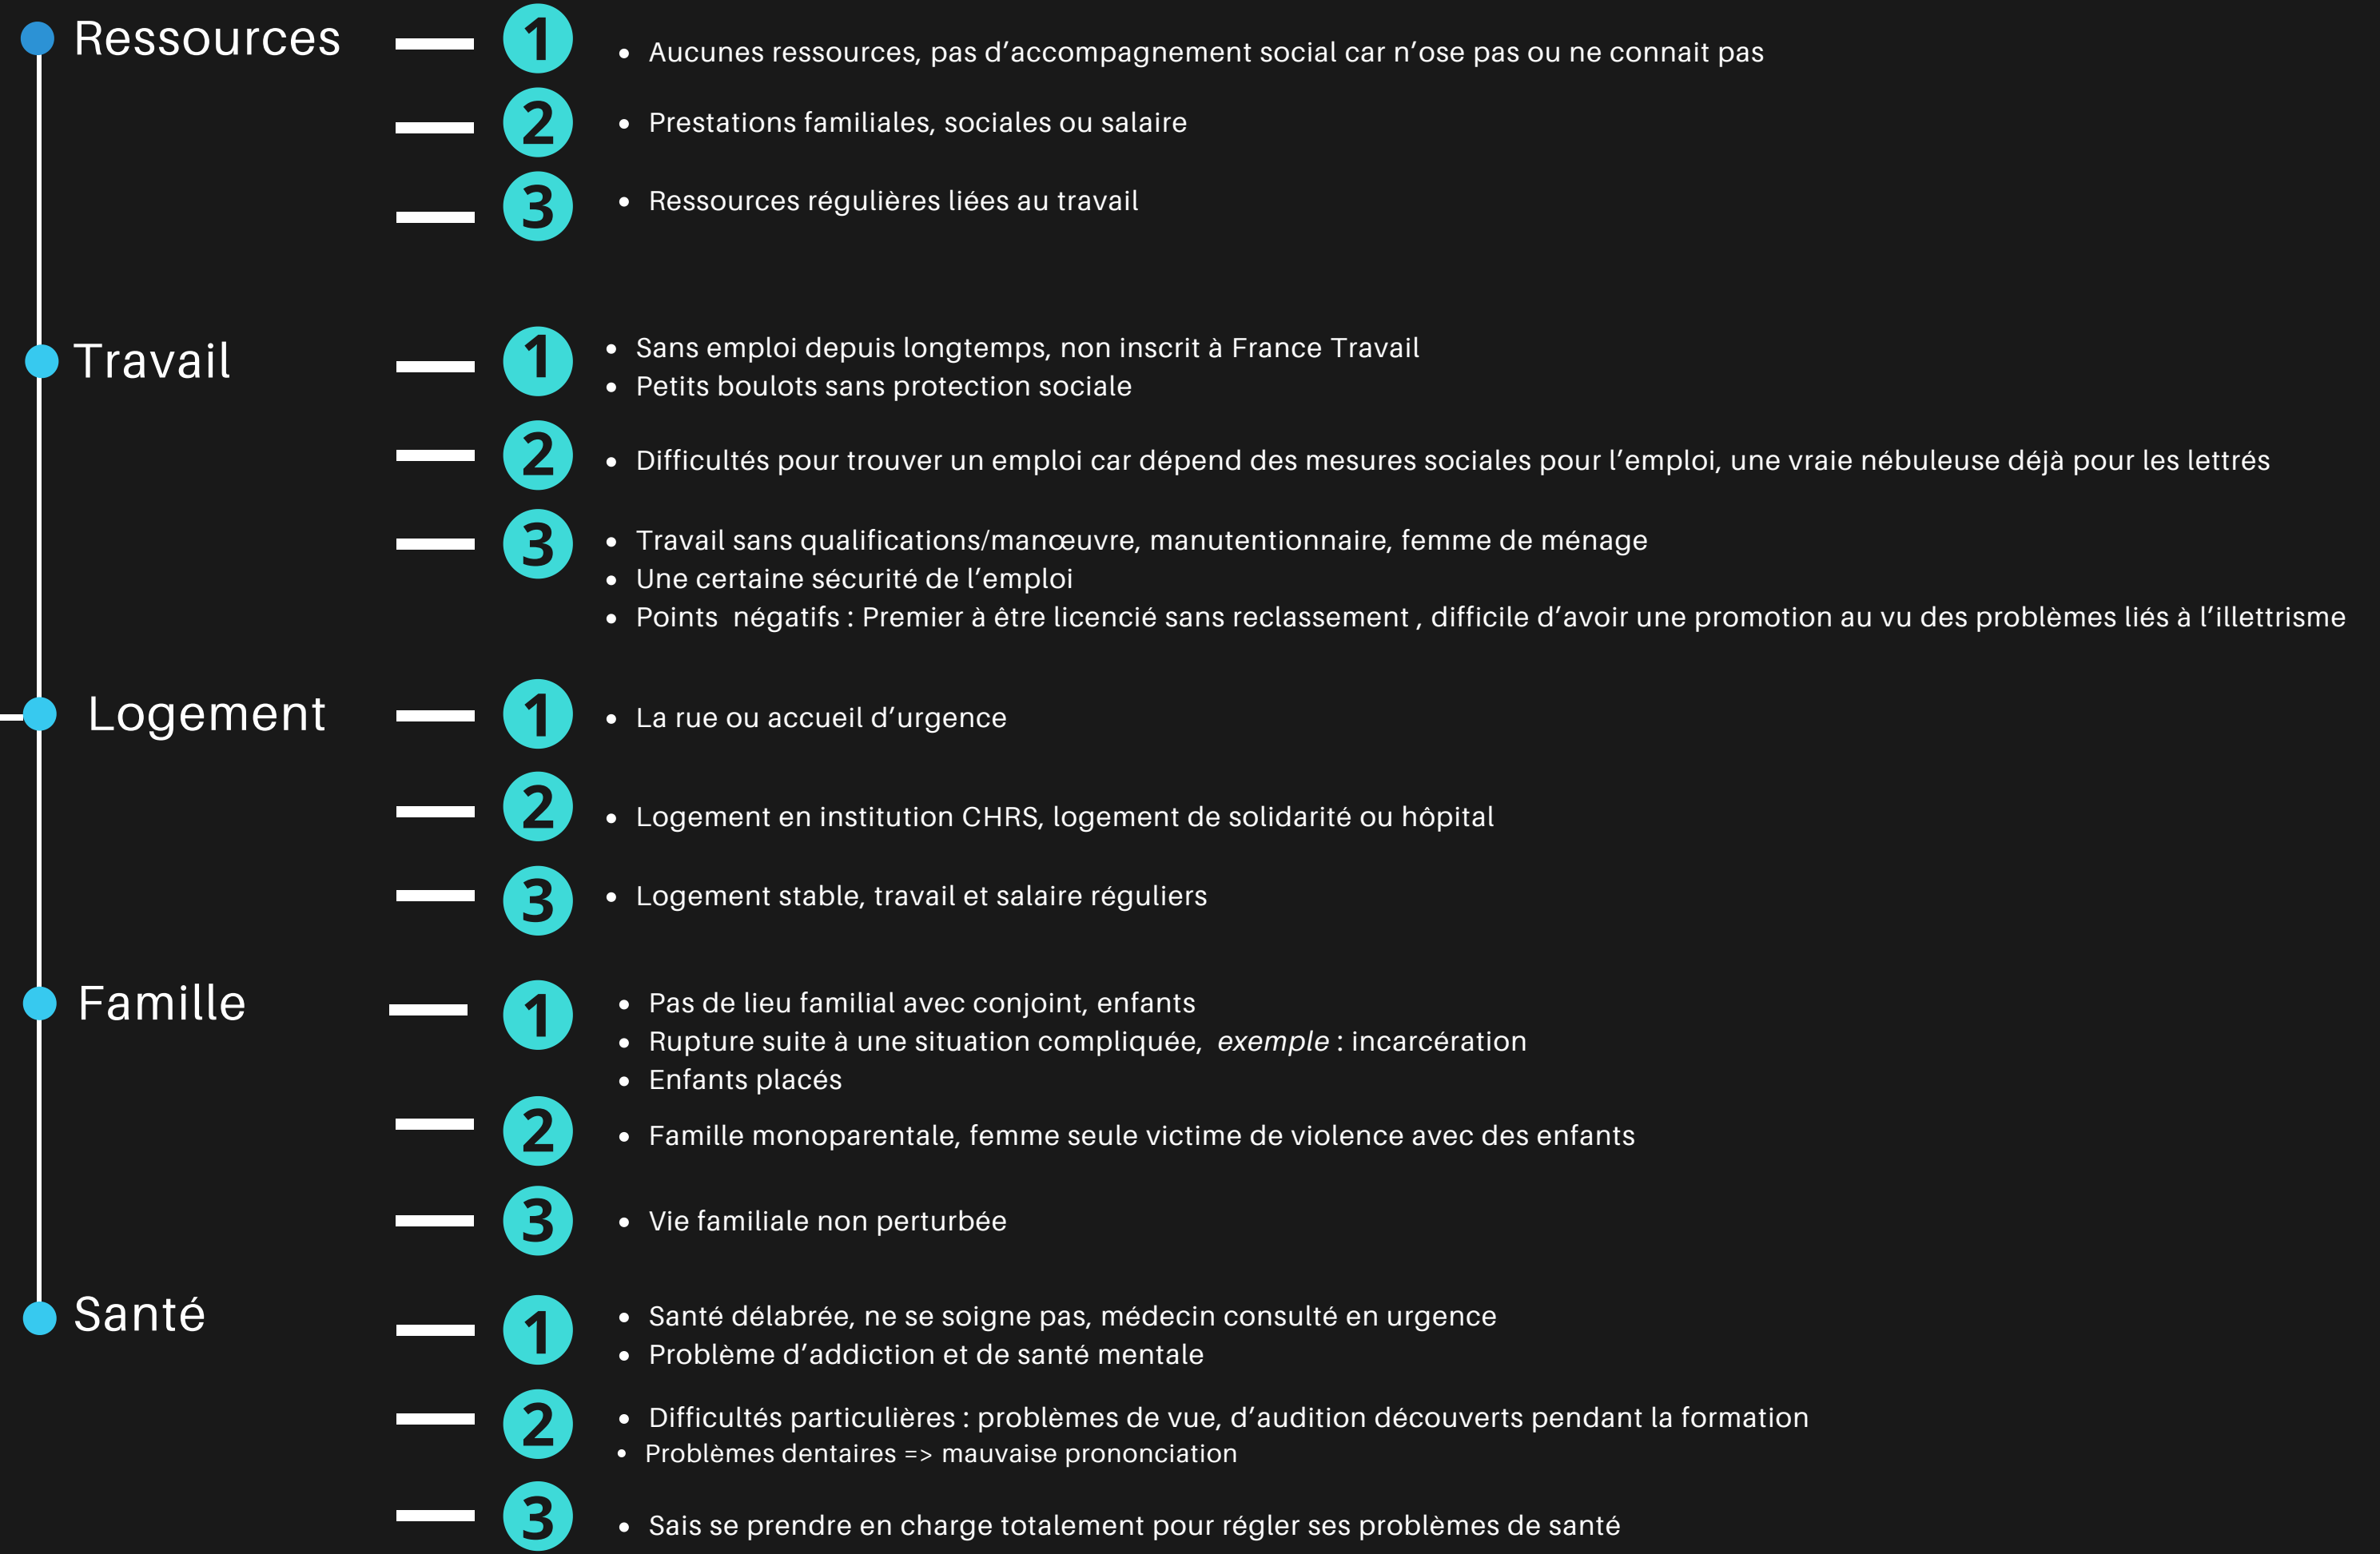 Ressources
1
• Aucunes ressources, pas d’accompagnement social car n’ose pas ou ne connait pas
2
• Prestations familiales, sociales ou salaire
3
• Ressources régulières liées au travail
Travail
1
• Sans emploi depuis longtemps, non inscrit à France Travail
• Petits boulots sans protection sociale
2
• Difficultés pour trouver un emploi car dépend des mesures sociales pour l’emploi, une vraie nébuleuse déjà pour les lettrés
3
• Travail sans qualifications/manœuvre, manutentionnaire, femme de ménage
• Une certaine sécurité de l’emploi
• Points  négatifs : Premier à être licencié sans reclassement , difficile d’avoir une promotion au vu des problèmes liés à l’illettrisme
Logement
1
• La rue ou accueil d’urgence
2
• Logement en institution CHRS, logement de solidarité ou hôpital
3
• Logement stable, travail et salaire réguliers
Famille
1
• Pas de lieu familial avec conjoint, enfants
• Rupture suite à une situation compliquée,  exemple : incarcération
• Enfants placés
2
• Famille monoparentale, femme seule victime de violence avec des enfants
3
• Vie familiale non perturbée
Santé
1
• Santé délabrée, ne se soigne pas, médecin consulté en urgence
• Problème d’addiction et de santé mentale
2
• Difficultés particulières : problèmes de vue, d’audition découverts pendant la formation
• Problèmes dentaires => mauvaise prononciation
3
• Sais se prendre en charge totalement pour régler ses problèmes de santé